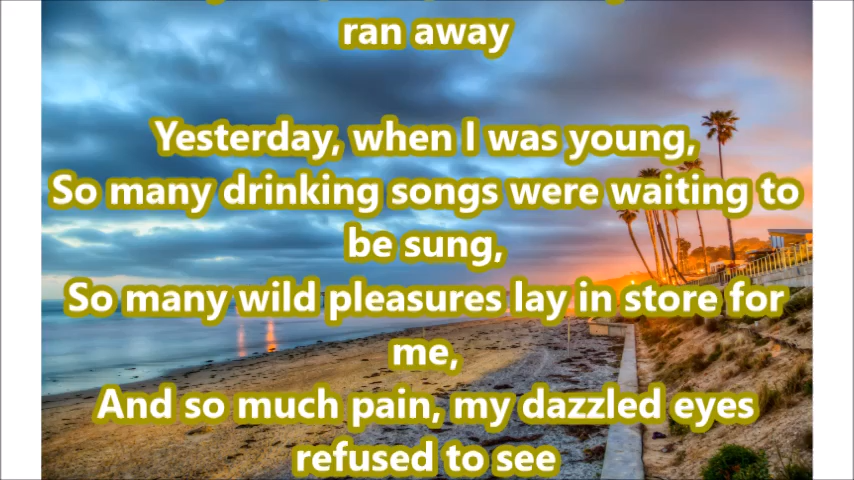 ran away
Yesterday, when I was young,
So many drinking songs were waiting to
be sung,
So many wild pleasures lay in store for
me,
And so much pain, my dazzled eyes
refused to see